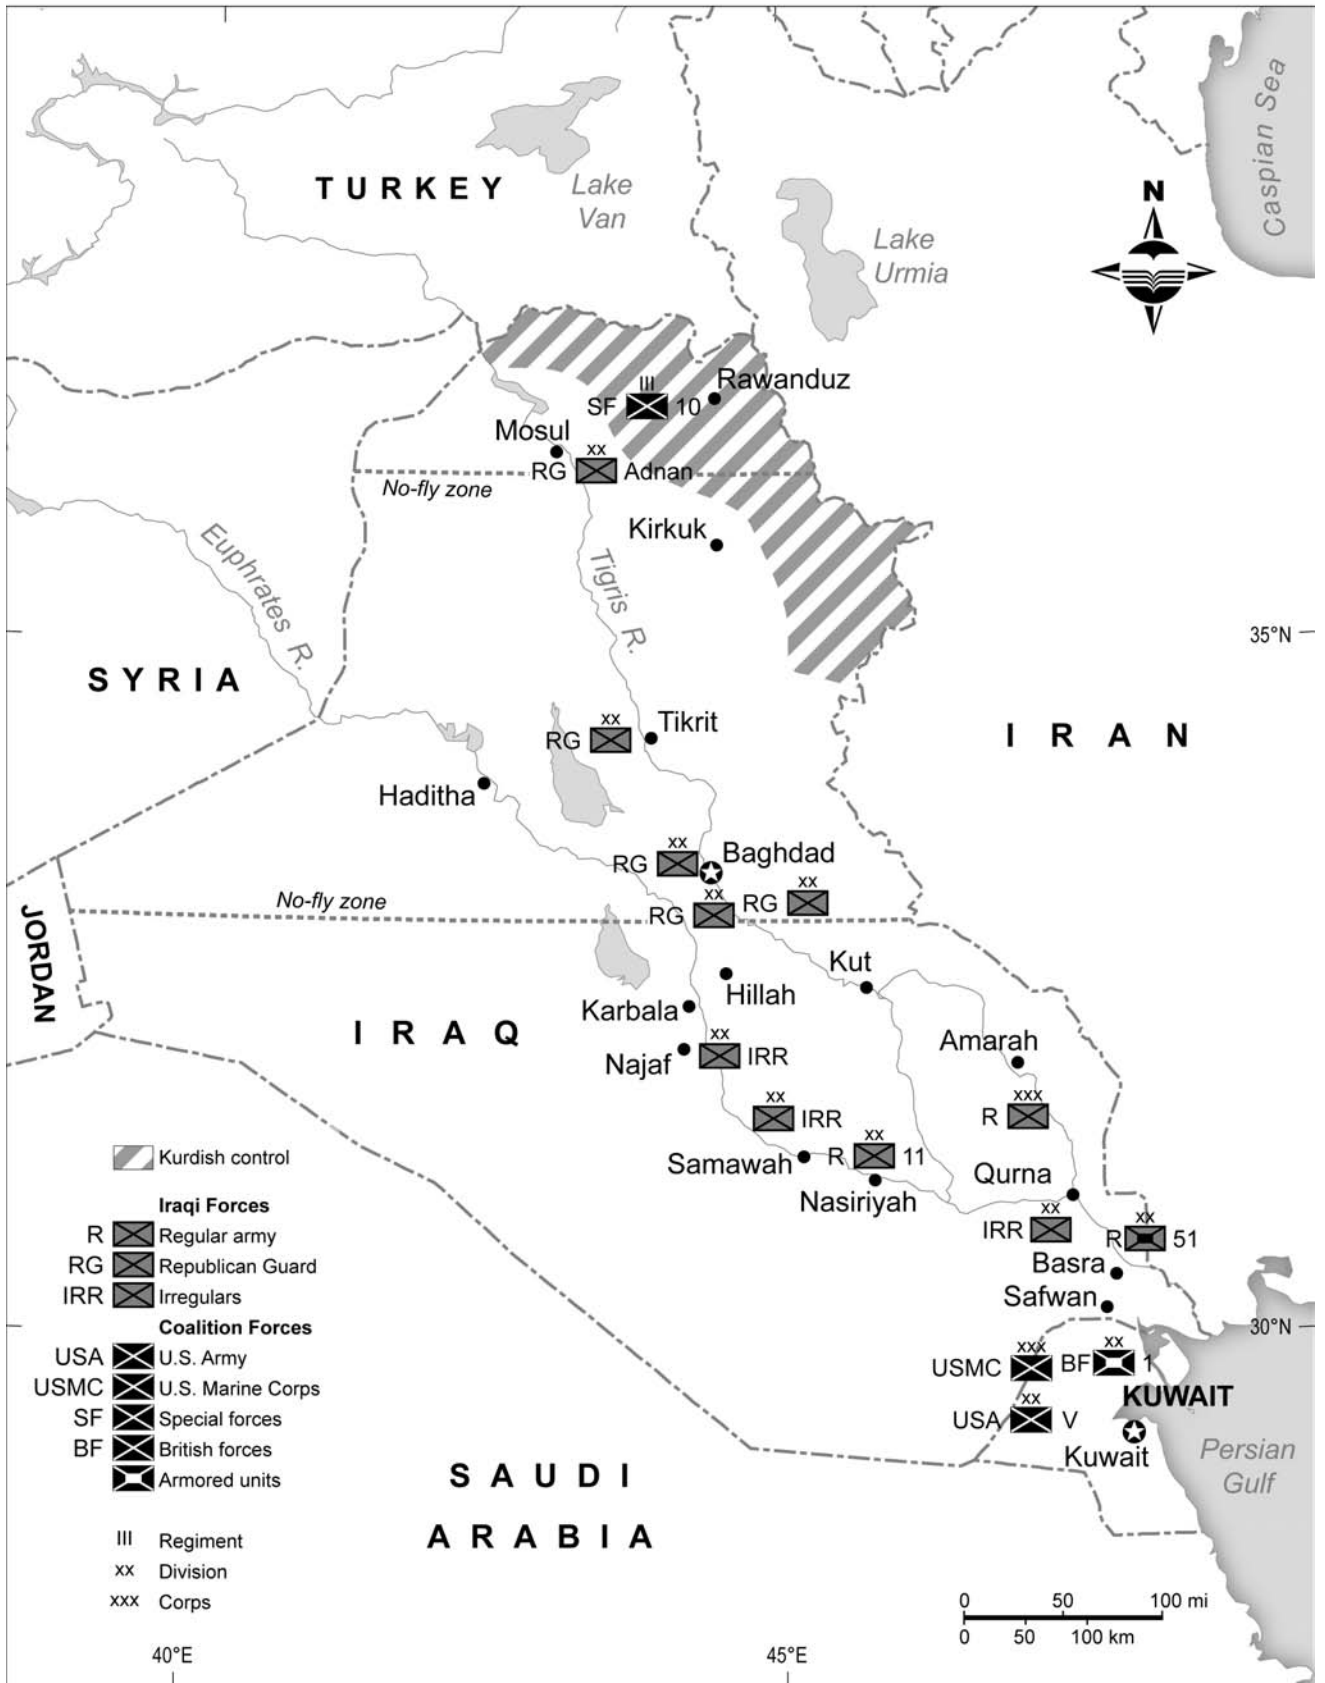 Caspian Sea
TURKEY
Lake
Van
N
Lake
Urmia
III
SF 10
Rawanduz
Mosul
xx
RG Adnan
No-fly zone
Kirkuk
Euphrates R.
Tigris R.
35°N
SYRIA
IRAN
xx
RG
Tikrit
Haditha
xx
RG
Baghdad
xx
RG
xx
RG
No-fly zone
JORDAN
Kut
Hillah
Karbala
IRAQ
Amarah
Najaf
xx
IRR
xxx
R
xx
IRR
xx
R 11
Samawah
Nasiriyah
Qurna
xx
IRR
xx
R 51
Basra
Safwan
30°N
xxx
USMC
xx
BF 1
KUWAIT
xx
USA V
Kuwait
Persian
Gulf
SAUDI
ARABIA
Kurdish control
Iraqi Forces
R Regular army
RG Republican Guard
IRR Irregulars
Coalition Forces
USA U.S. Army
USMC U.S. Marine Corps
SF Special forces
BF British forces
Armored units
III Regiment
xx Division
xxx Corps
0 50 100 mi
0 50 100 km
40°E
45°E